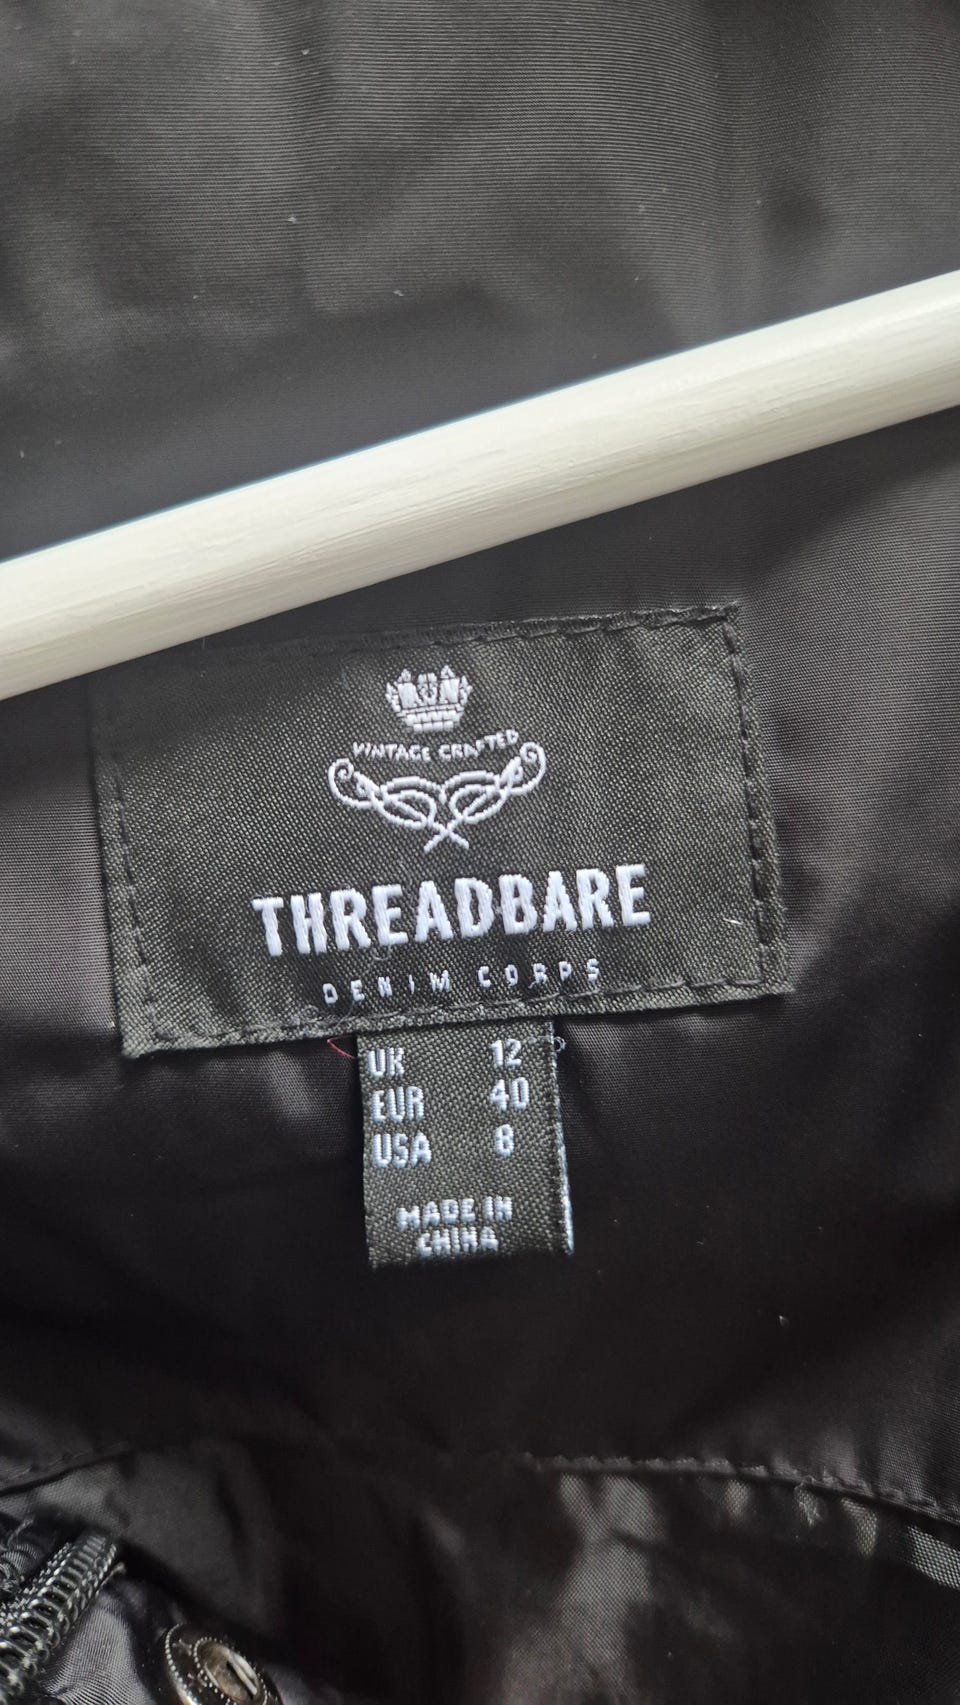 VINTAGE CRAFTED
THREADBARE
DENIM CORPS
UK 12
EUR 40
USA 8
MADE IN
CHINA